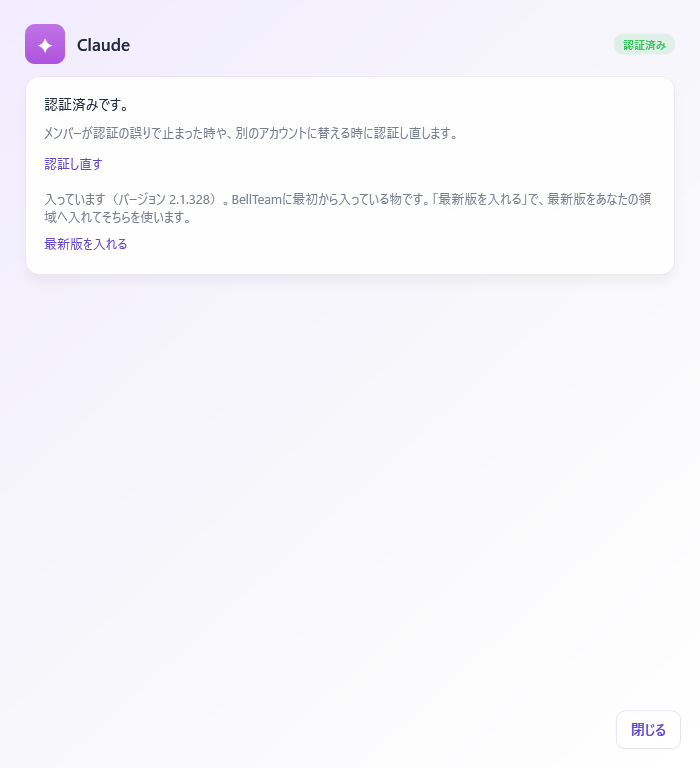 Claude
認証済み
認証済みです。
メンバーが認証の誤りで止まった時や、別のアカウントに替える時に認証し直します。
認証し直す
入っています（バージョン 2.1.328）。BellTeamに最初から入っている物です。「最新版を入れる」で、最新版をあなたの領
域へ入れてそちらを使います。
最新版を入れる
閉じる